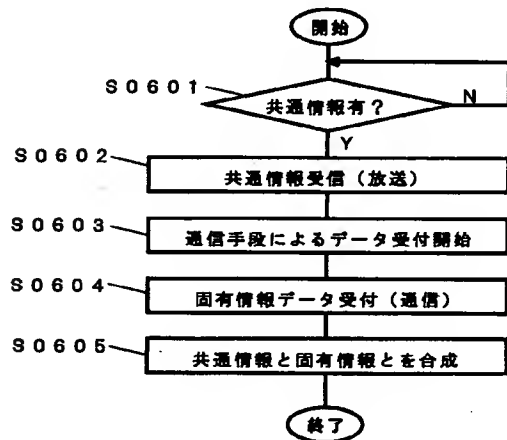 開始
S0601
共通情報有?
N
Y
S0602
共通情報受信(放送)
S0603
通信手段によるデータ受付開始
S0604
固有情報データ受付(通信)
S0605
共通情報と固有情報とを合成
終了